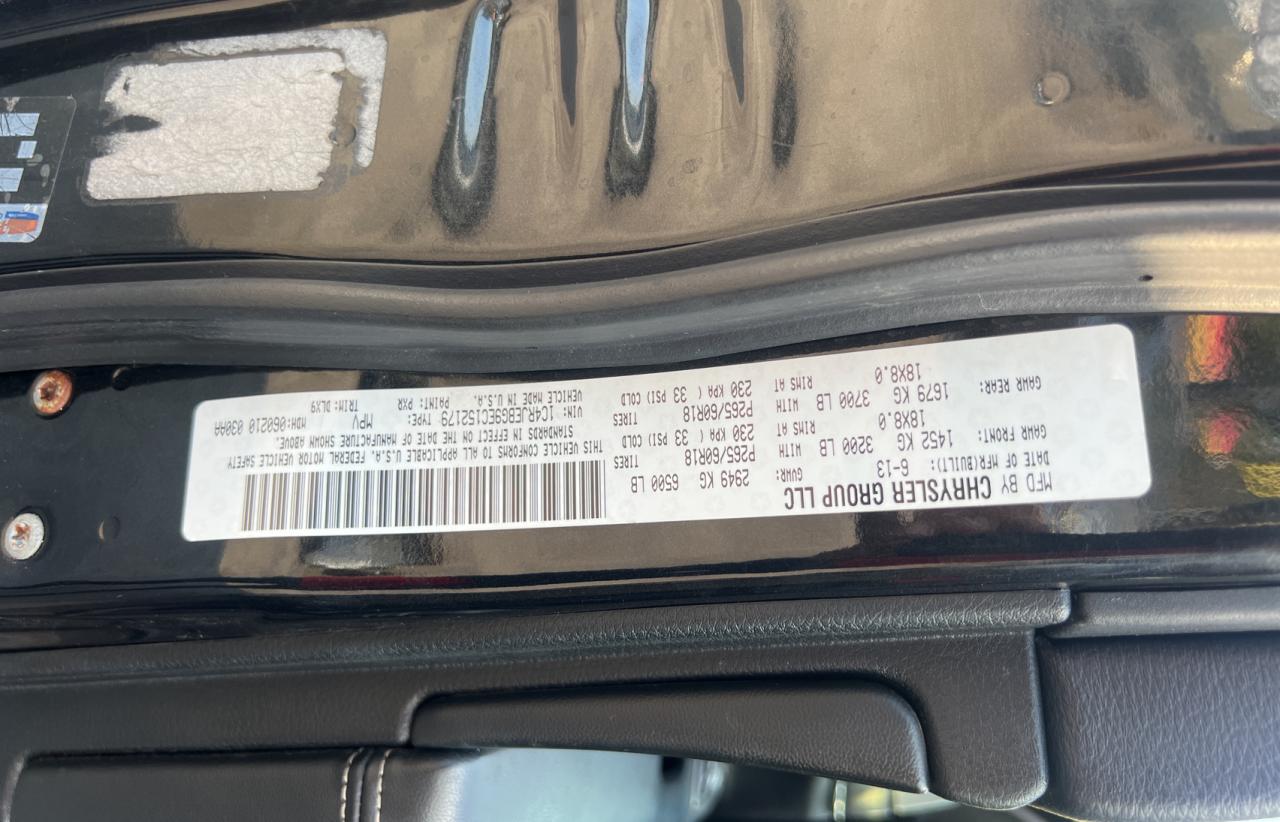 MFD BY CHRYSLER GROUP LLC
DATE OF MFR(BUILT): 6-13 GVWR: 2949 KG 6500 LB
GAWR FRONT: 1452 KG 3200 LB WITH P265/60R18 TIRES
RIMS AT 230 KPA ( 33 PSI) COLD
18X8.0
GAWR REAR: 1679 KG 3700 LB WITH P265/60R18 TIRES
RIMS AT 230 KPA ( 33 PSI) COLD
18X8.0
THIS VEHICLE CONFORMS TO ALL APPLICABLE U.S.A. FEDERAL MOTOR VEHICLE SAFETY
STANDARDS IN EFFECT ON THE DATE OF MANUFACTURE SHOWN ABOVE.
VIN: 1C4RJEBG9EC152179 TYPE: MPV MDH:060210 030AA
VEHICLE MADE IN U.S.A. PAINT: PXR TRIM: DLX9